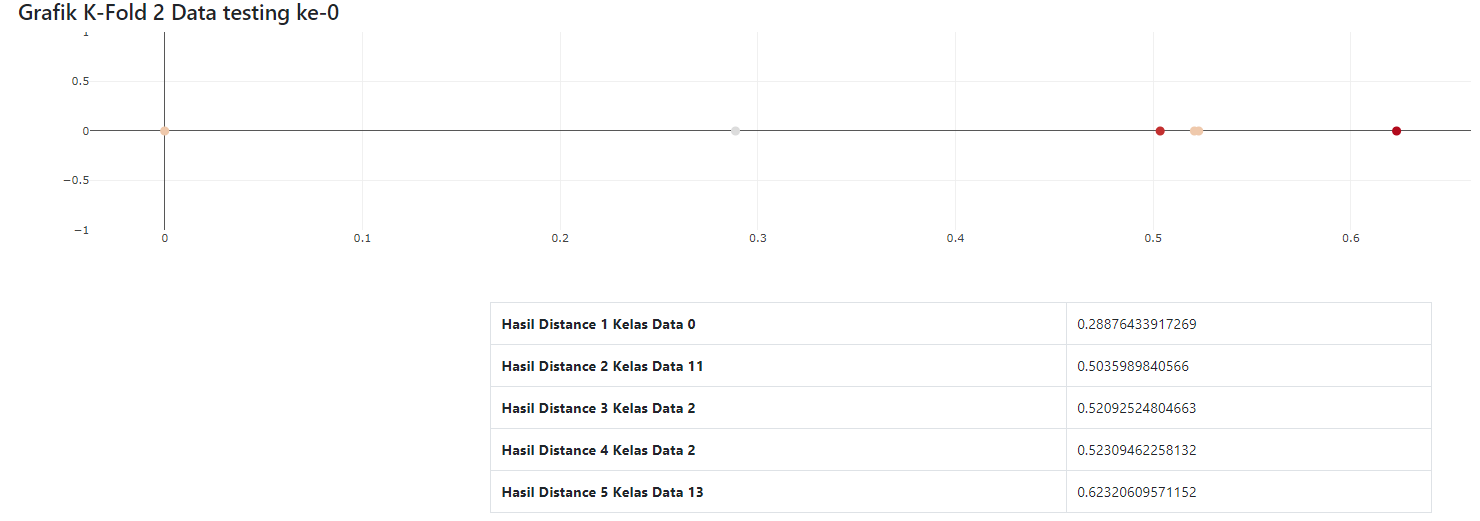 Grafik K-Fold 2 Data testing ke-0
1
0.5
0
−0.5
−1
0 0.1 0.2 0.3 0.4 0.5 0.6
Hasil Distance 1 Kelas Data 0 0.28876433917269
Hasil Distance 2 Kelas Data 11 0.5035989840566
Hasil Distance 3 Kelas Data 2 0.52092524804663
Hasil Distance 4 Kelas Data 2 0.52309462258132
Hasil Distance 5 Kelas Data 13 0.62320609571152